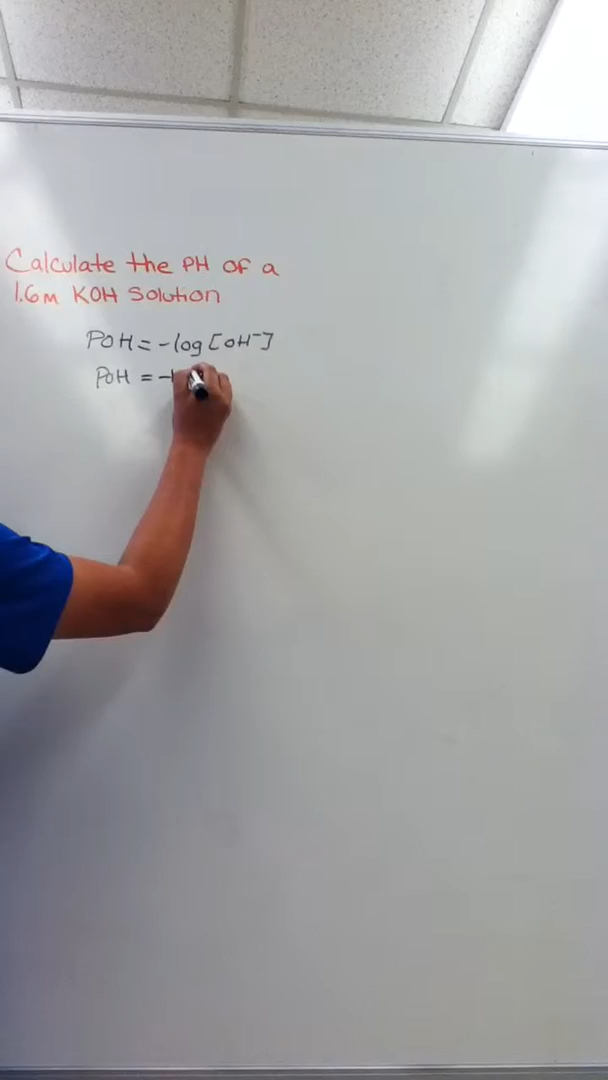 Calculate the PH of a
1.6M KOH Solution
POH = -log[OH⁻]
POH = -l